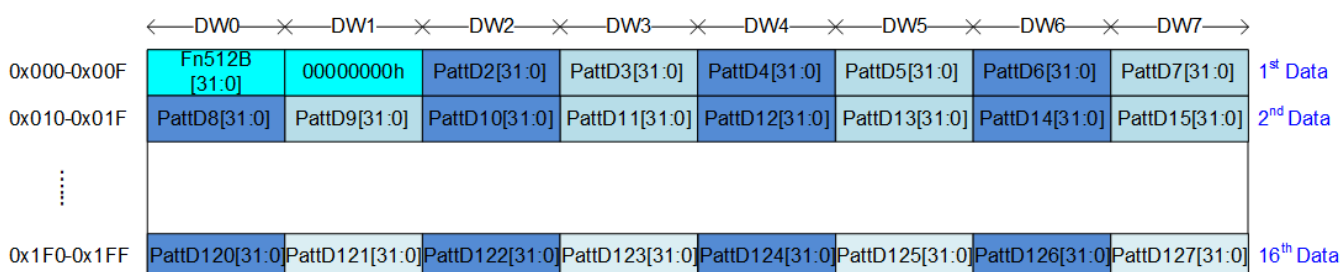 DW0 DW1 DW2 DW3 DW4 DW5 DW6 DW7
0x000-0x00F Fn512B [31:0] 00000000h PattD2[31:0] PattD3[31:0] PattD4[31:0] PattD5[31:0] PattD6[31:0] PattD7[31:0] 1st Data
0x010-0x01F PattD8[31:0] PattD9[31:0] PattD10[31:0] PattD11[31:0] PattD12[31:0] PattD13[31:0] PattD14[31:0] PattD15[31:0] 2nd Data
0x1F0-0x1FF PattD120[31:0] PattD121[31:0] PattD122[31:0] PattD123[31:0] PattD124[31:0] PattD125[31:0] PattD126[31:0] PattD127[31:0] 16th Data